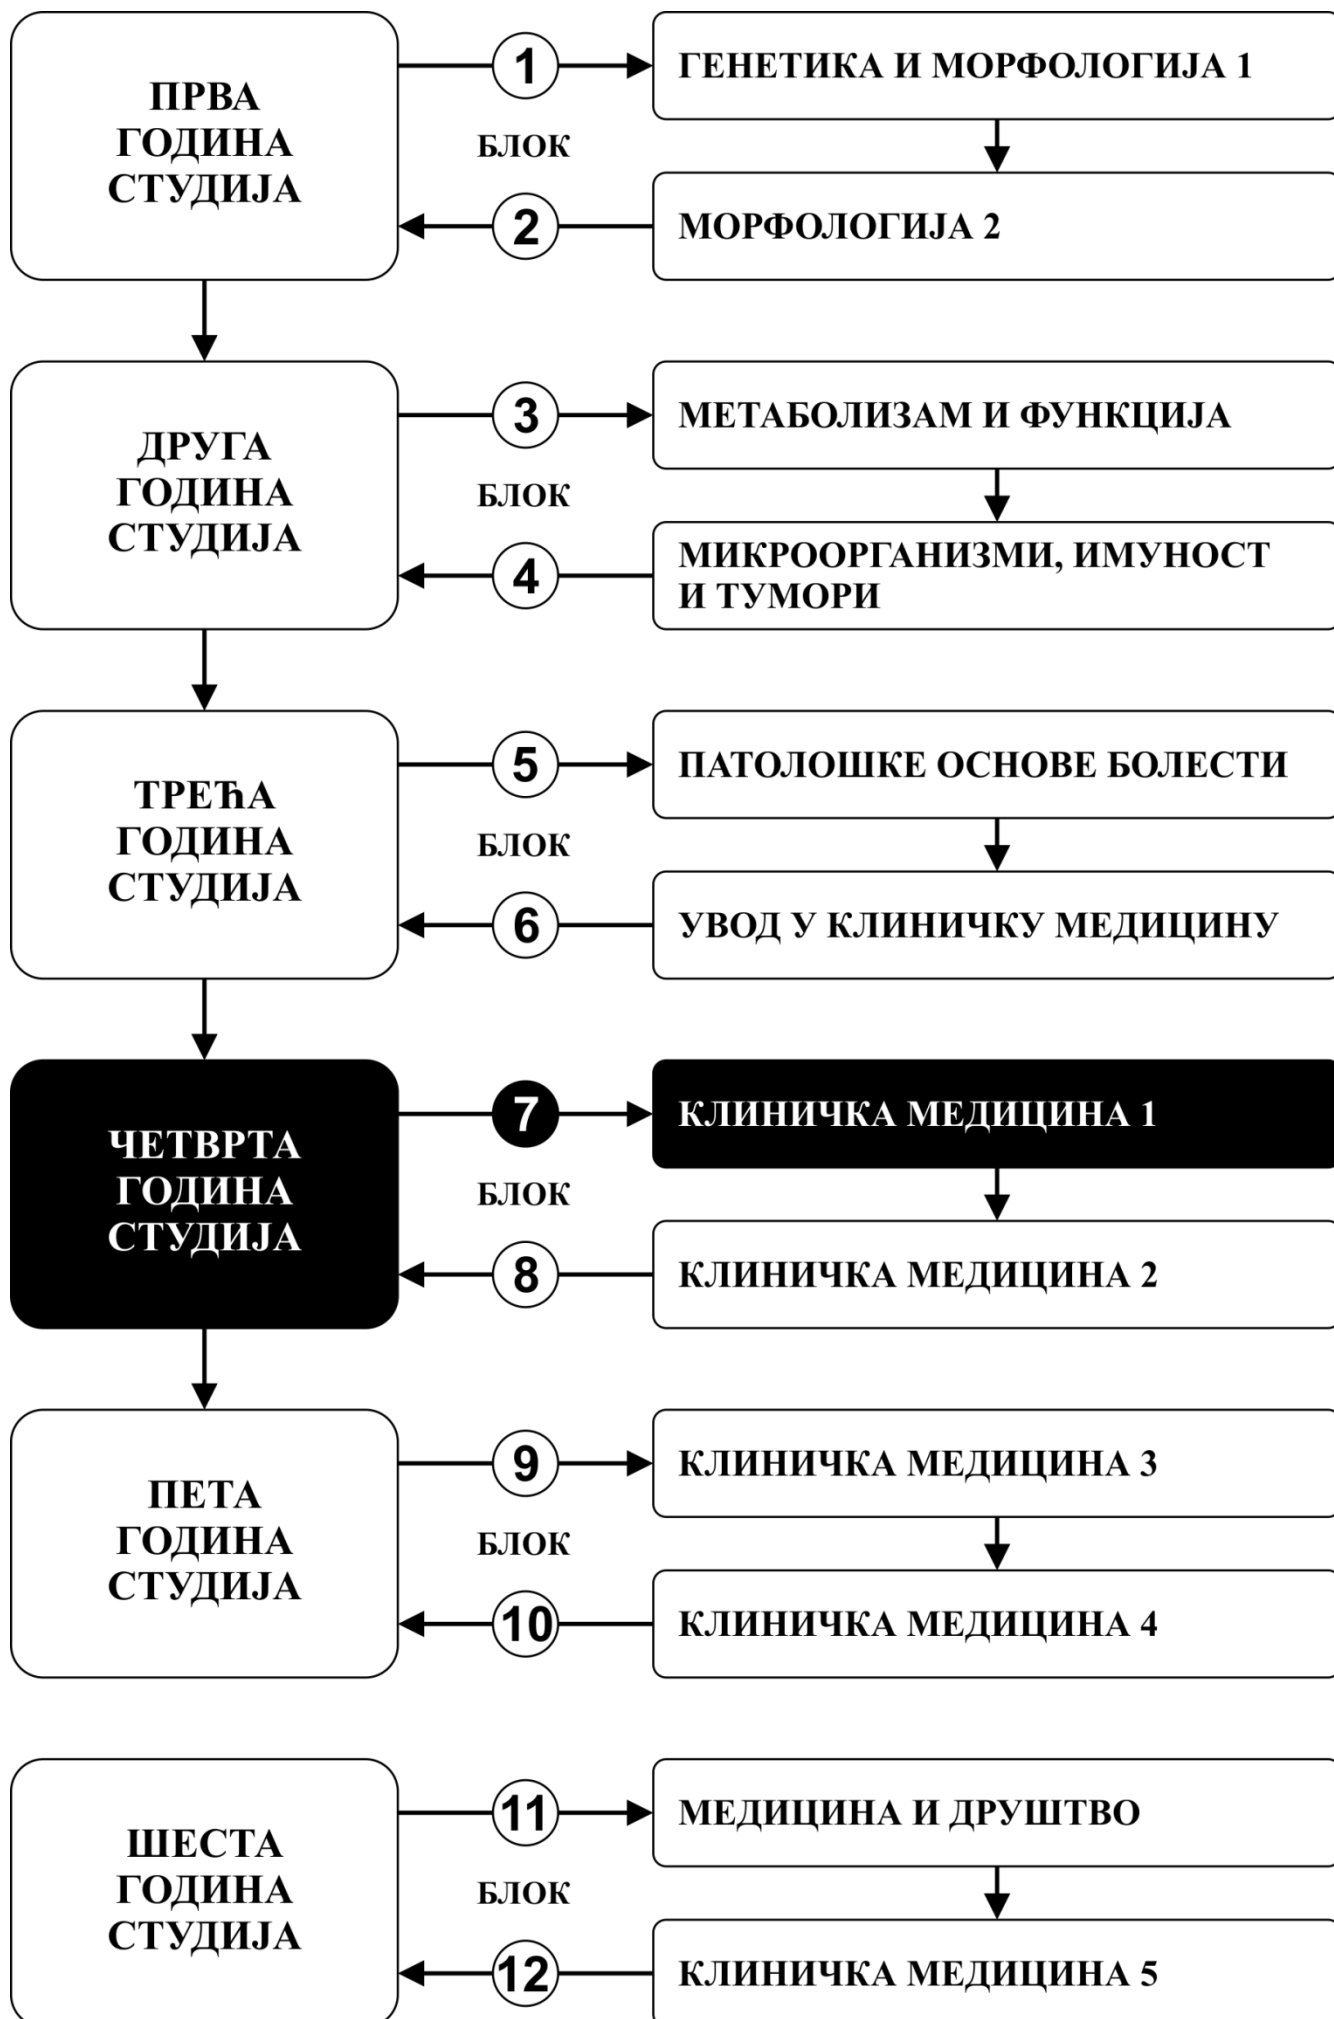 ПРВА
ГОДИНА
СТУДИЈА
1
БЛОК
2
ГЕНЕТИКА И МОРФОЛОГИЈА 1
МОРФОЛОГИЈА 2
ДРУГА
ГОДИНА
СТУДИЈА
3
БЛОК
4
МЕТАБОЛИЗАМ И ФУНКЦИЈА
МИКРООРГАНИЗМИ, ИМУНОСТ
И ТУМОРИ
ТРЕЋА
ГОДИНА
СТУДИЈА
5
БЛОК
6
ПАТОЛОШКЕ ОСНОВЕ БОЛЕСТИ
УВОД У КЛИНИЧКУ МЕДИЦИНУ
ЧЕТВРТА
ГОДИНА
СТУДИЈА
7
БЛОК
8
КЛИНИЧКА МЕДИЦИНА 1
КЛИНИЧКА МЕДИЦИНА 2
ПЕТА
ГОДИНА
СТУДИЈА
9
БЛОК
10
КЛИНИЧКА МЕДИЦИНА 3
КЛИНИЧКА МЕДИЦИНА 4
ШЕСТА
ГОДИНА
СТУДИЈА
11
БЛОК
12
МЕДИЦИНА И ДРУШТВО
КЛИНИЧКА МЕДИЦИНА 5